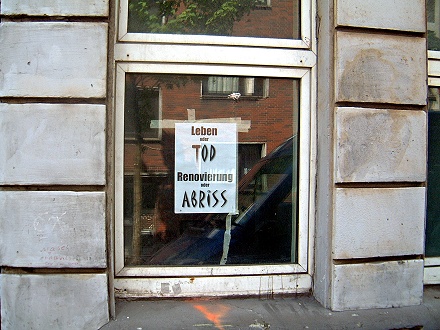 Leben
oder
TOD
Renovierung
oder
ABRiSS